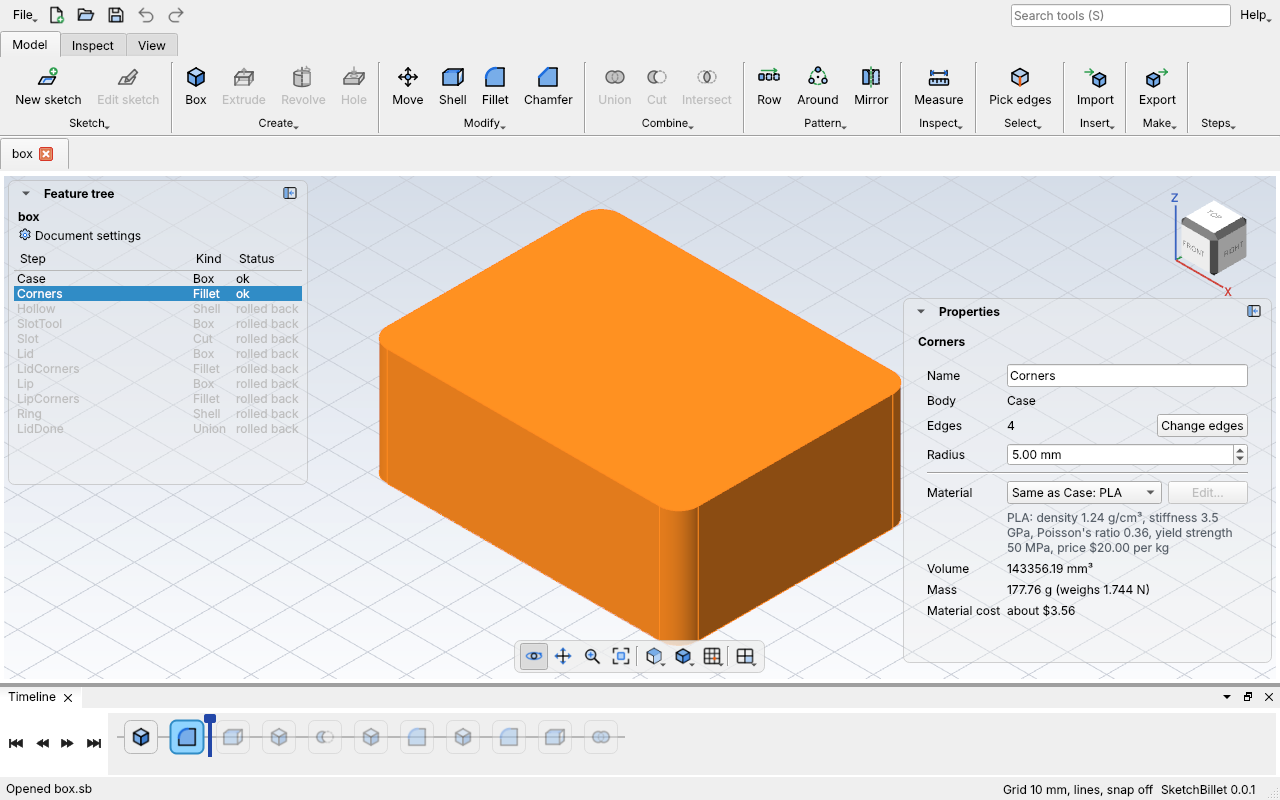 File
Search tools (S)
Help
Model
Inspect
View
New sketch
Edit sketch
Box
Extrude
Revolve
Hole
Move
Shell
Fillet
Chamfer
Union
Cut
Intersect
Row
Around
Mirror
Measure
Pick edges
Import
Export
Sketch
Create
Modify
Combine
Pattern
Inspect
Select
Insert
Make
Steps
box
Feature tree
box
Document settings
Step Kind Status
Case Box ok
Corners Fillet ok
Hollow Shell rolled back
SlotTool Box rolled back
Slot Cut rolled back
Lid Box rolled back
LidCorners Fillet rolled back
Lip Box rolled back
LipCorners Fillet rolled back
Ring Shell rolled back
LidDone Union rolled back
Z
TOP
FRONT
RIGHT
X
Properties
Corners
Name Corners
Body Case
Edges 4 Change edges
Radius 5.00 mm
Material Same as Case: PLA Edit...
PLA: density 1.24 g/cm³, stiffness 3.5
GPa, Poisson's ratio 0.36, yield strength
50 MPa, price $20.00 per kg
Volume 143356.19 mm³
Mass 177.76 g (weighs 1.744 N)
Material cost about $3.56
Timeline
Opened box.sb
Grid 10 mm, lines, snap off SketchBillet 0.0.1